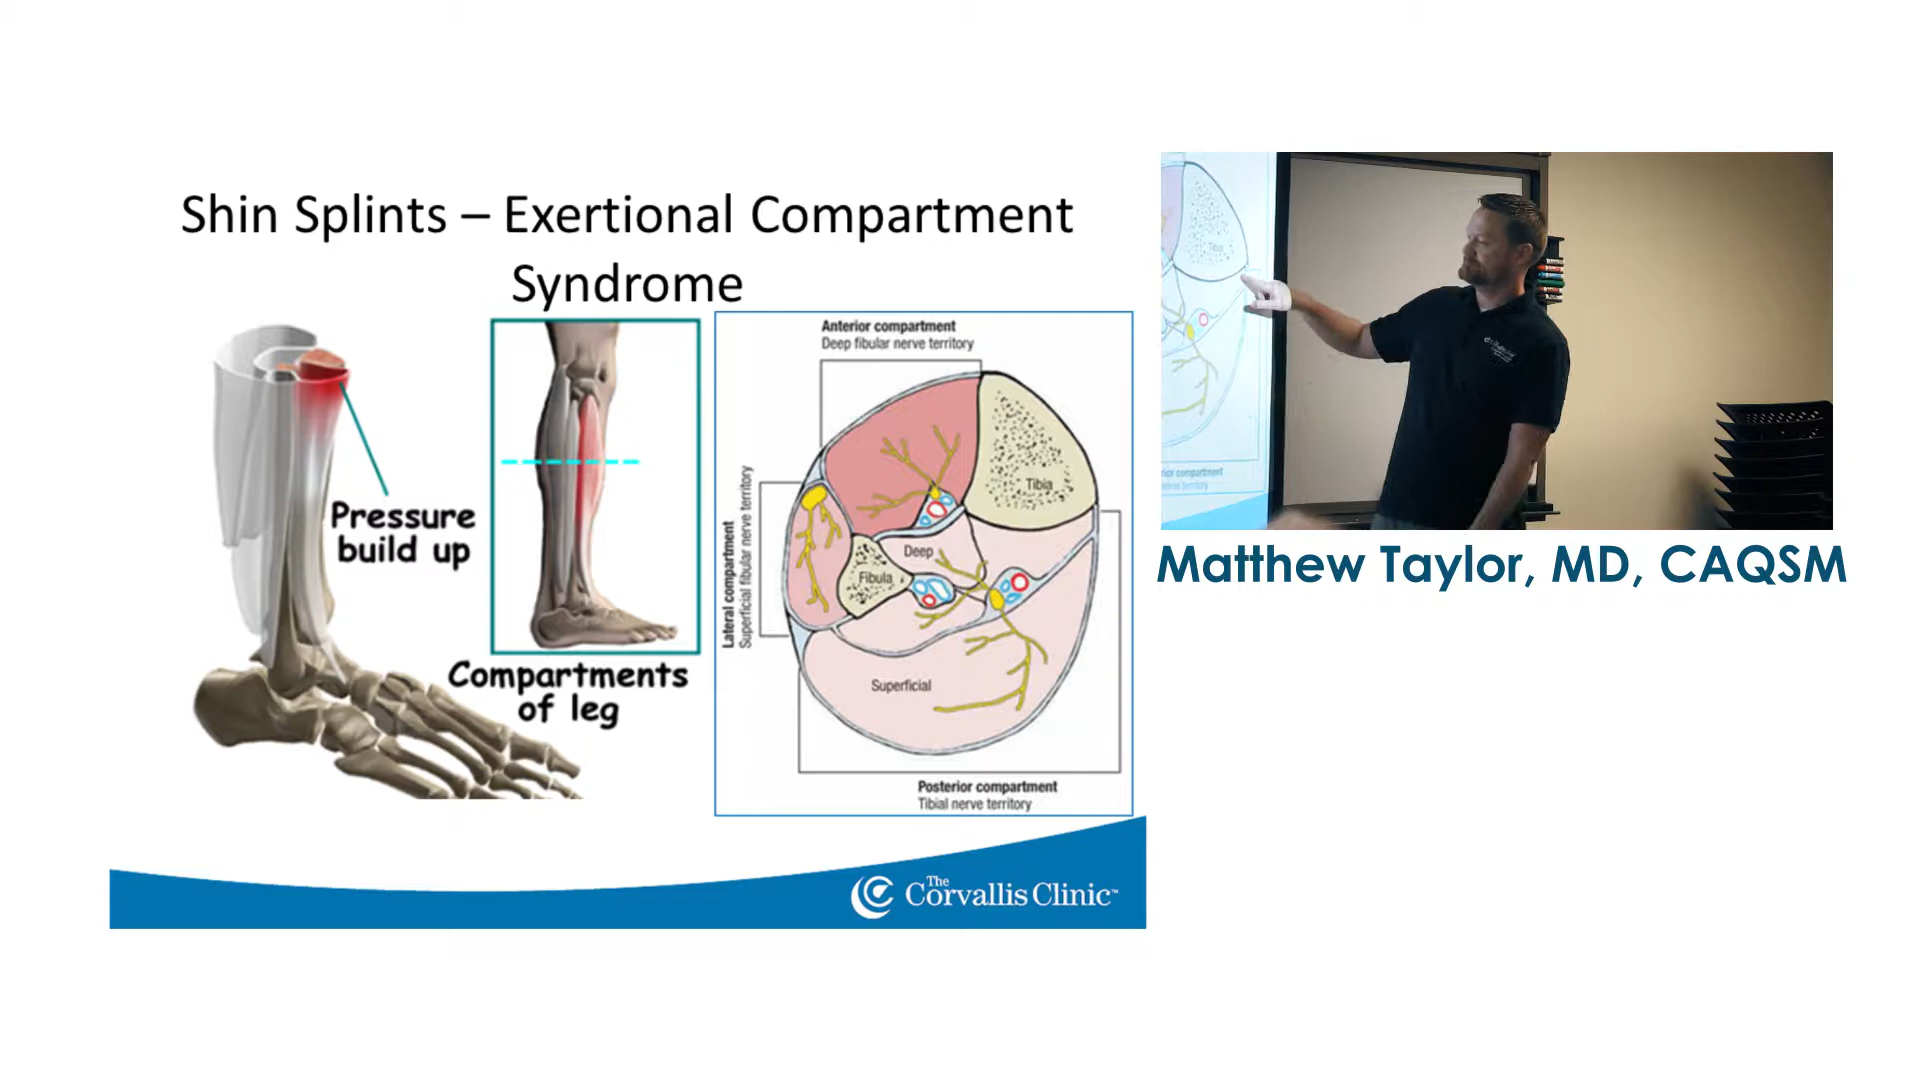 Shin Splints – Exertional Compartment
Syndrome
Pressure
build up
Compartments
of leg
Anterior compartment
Deep fibular nerve territory
Lateral compartment
Superficial fibular nerve territory
Tibia
Deep
Fibula
Superficial
Posterior compartment
Tibial nerve territory
The
Corvallis Clinic™
Tibia
Matthew Taylor, MD, CAQSM